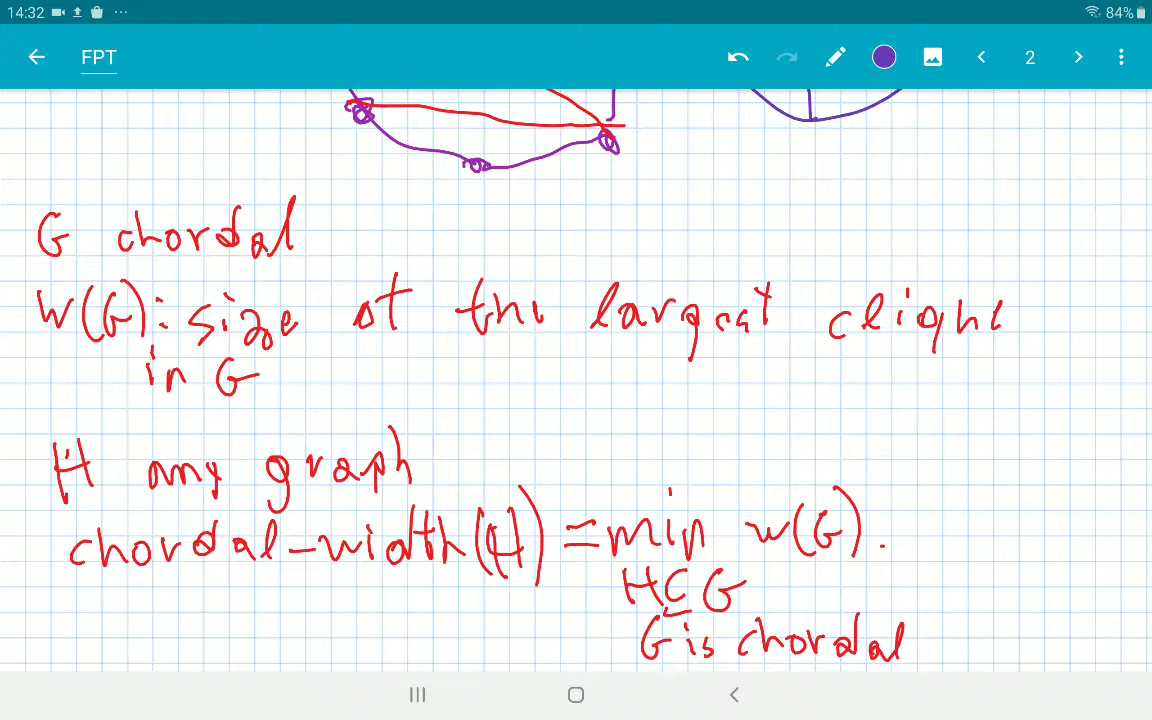 14:32 84%
FPT 2
G chordal
w(G): size of the largest clique
in G
H any graph
chordal-width(H) = min w(G).
H ⊆ G
G is chordal